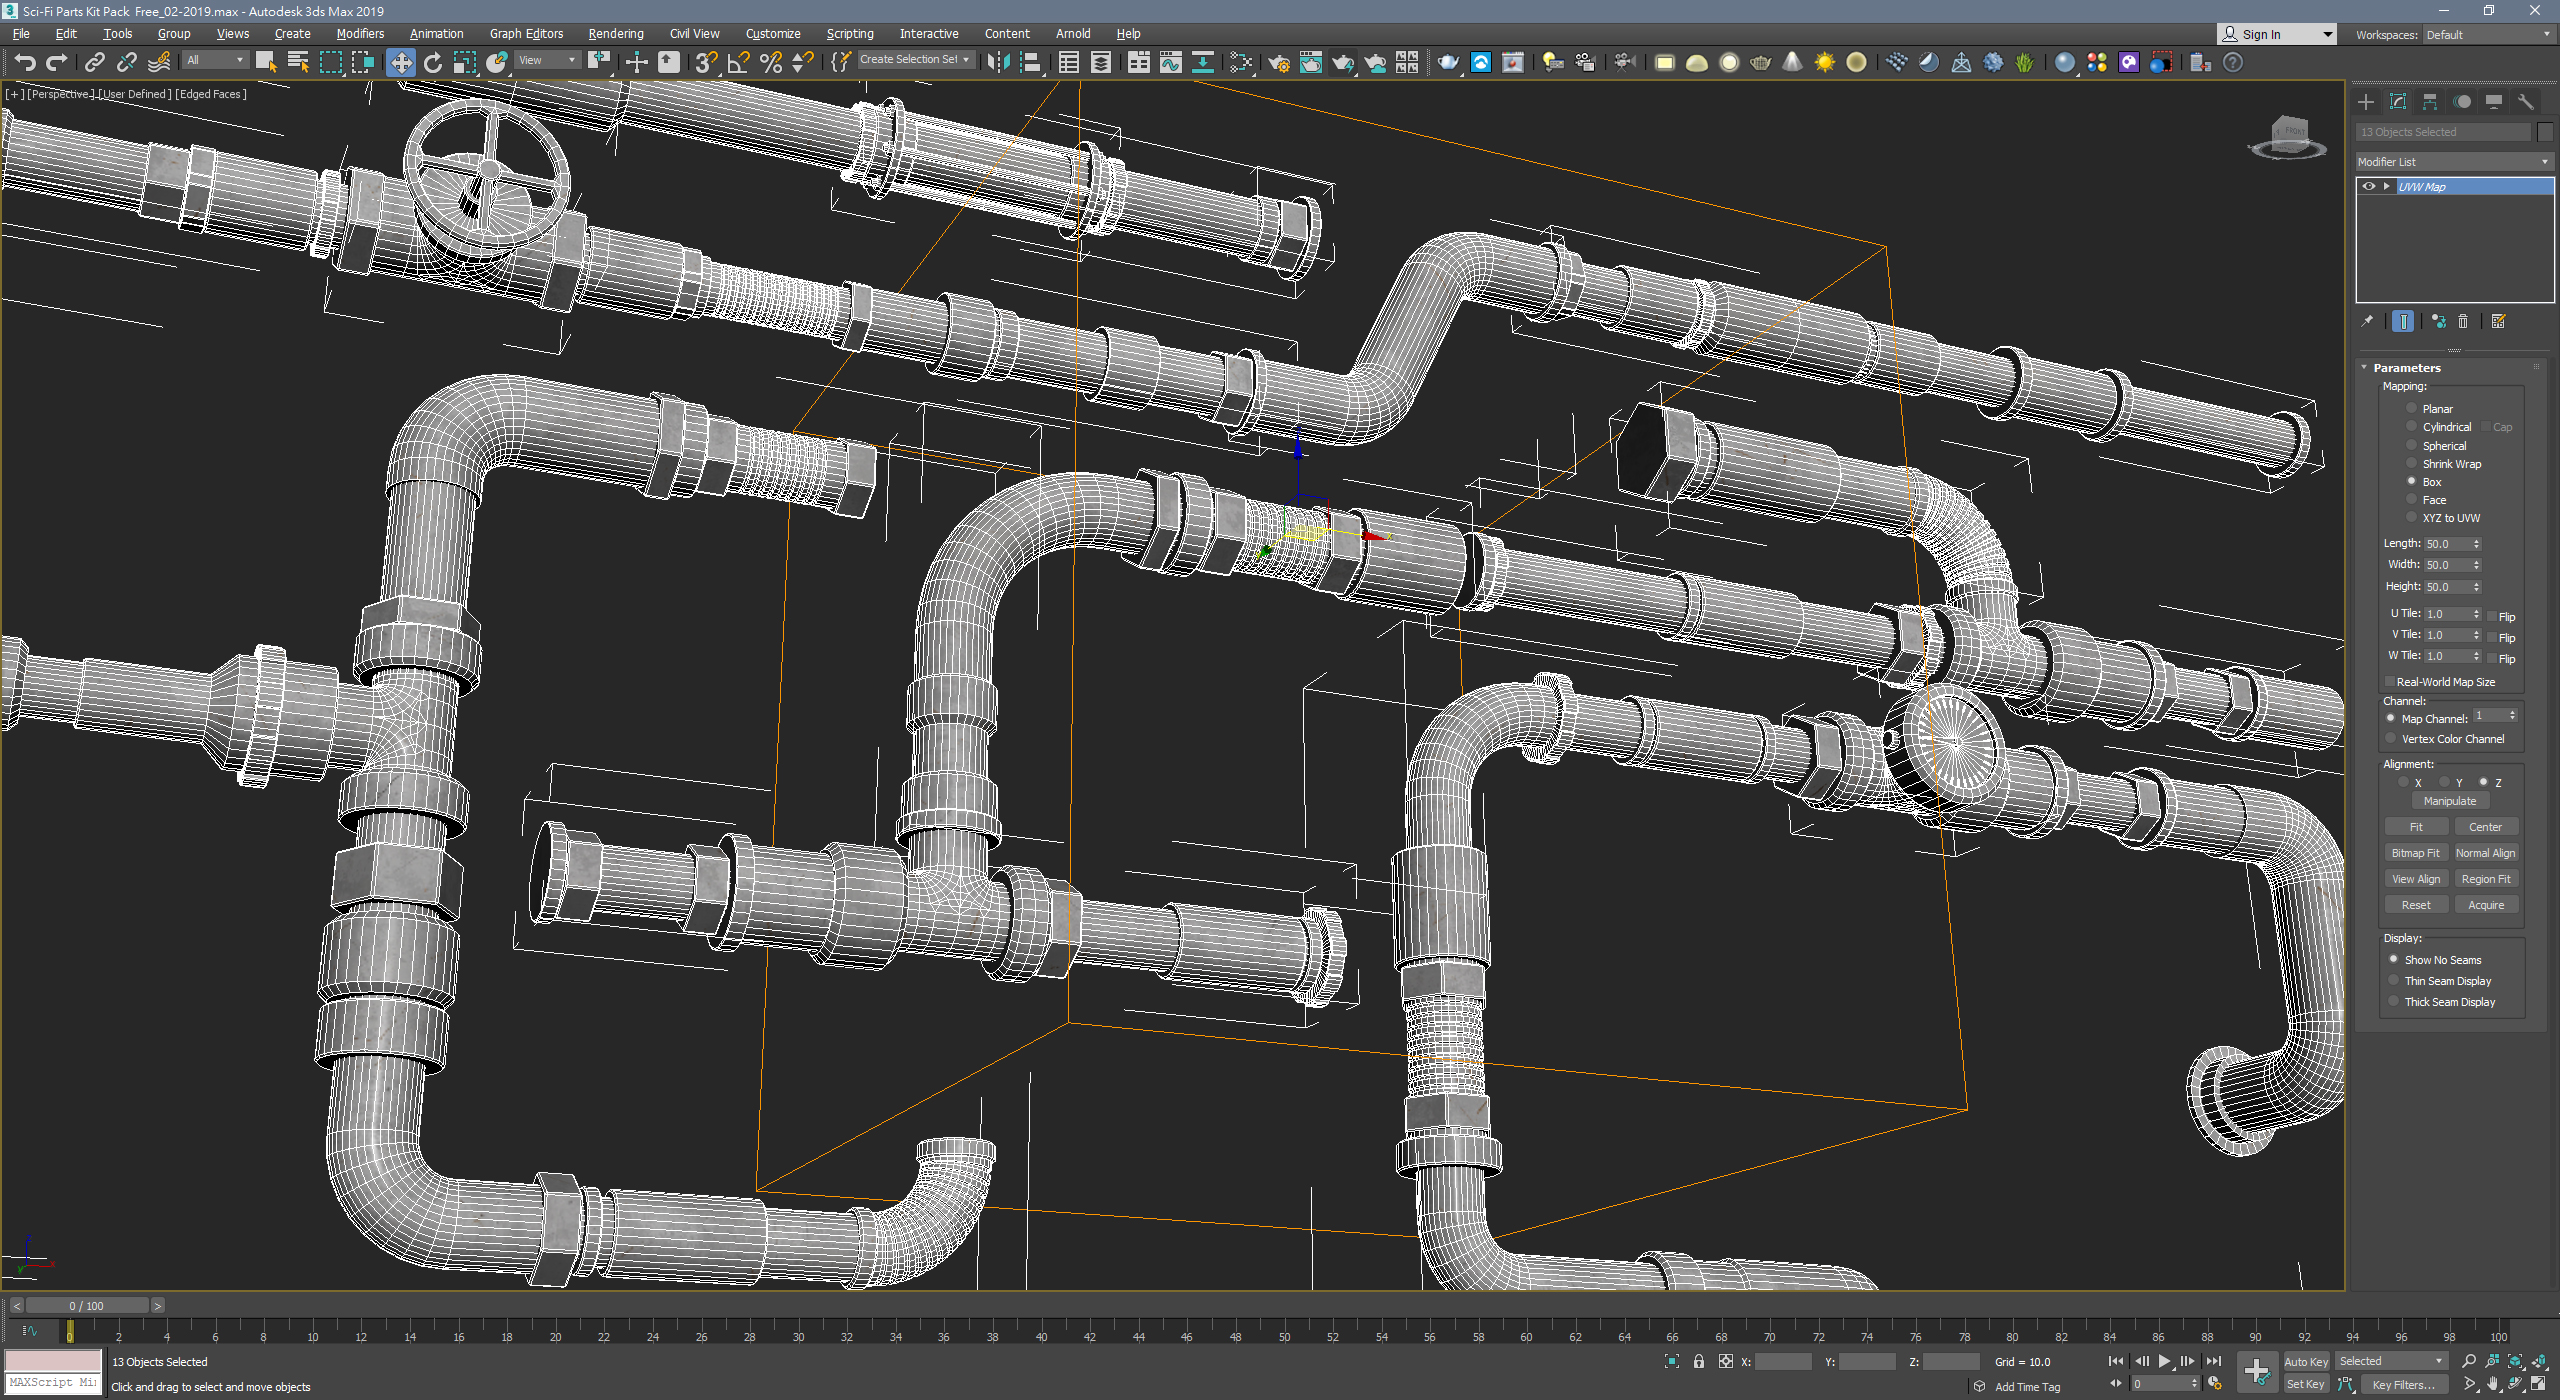 Sci-Fi Parts Kit Pack Free_02-2019.max - Autodesk 3ds Max 2019
File Edit Tools Group Views Create Modifiers Animation Graph Editors Rendering Civil View Customize Scripting Interactive Content Arnold Help
Sign In
Workspaces: Default
All
View
Create Selection Set
[+] [Perspective] [User Defined] [Edged Faces]
FRONT
13 Objects Selected
Modifier List
UVW Map
Parameters
Mapping:
Planar
Cylindrical Cap
Spherical
Shrink Wrap
Box
Face
XYZ to UVW
Length: 50.0
Width: 50.0
Height: 50.0
U Tile: 1.0 Flip
V Tile: 1.0 Flip
W Tile: 1.0 Flip
Real-World Map Size
Channel:
Map Channel: 1
Vertex Color Channel
Alignment:
X Y Z
Manipulate
Fit Center
Bitmap Fit Normal Align
View Align Region Fit
Reset Acquire
Display:
Show No Seams
Thin Seam Display
Thick Seam Display
< 0 / 100 >
0 2 4 6 8 10 12 14 16 18 20 22 24 26 28 30 32 34 36 38 40 42 44 46 48 50 52 54 56 58 60 62 64 66 68 70 72 74 76 78 80 82 84 86 88 90 92 94 96 98 100
13 Objects Selected
X: Y: Z: Grid = 10.0
Auto Key Selected
MAXScript Mi
Click and drag to select and move objects
Add Time Tag
0
Set Key Key Filters...